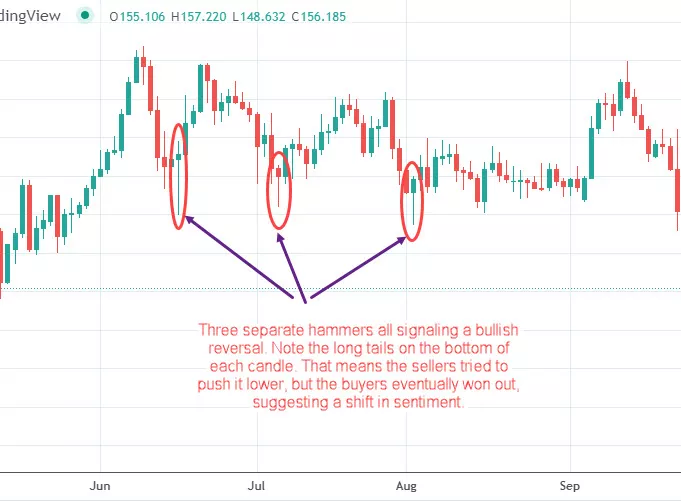 dingView O155.106 H157.220 L148.632 C156.185
Three separate hammers all signaling a bullish
reversal. Note the long tails on the bottom of
each candle. That means the sellers tried to
push it lower, but the buyers eventually won out,
suggesting a shift in sentiment.
Jun Jul Aug Sep